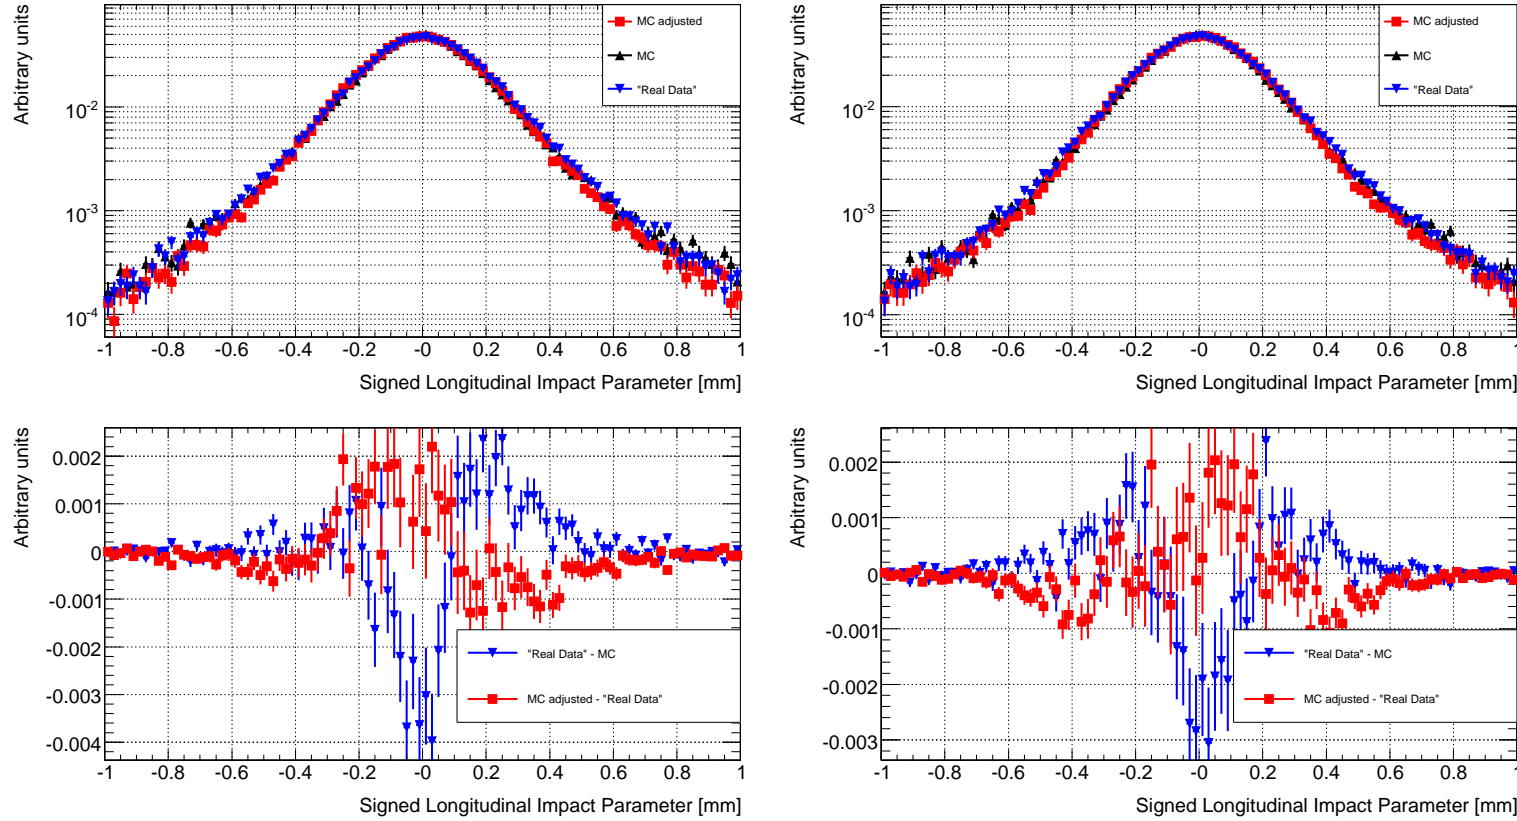 Arbitrary units
MC adjusted
MC
"Real Data"
10-2
10-3
10-4
-1 -0.8 -0.6 -0.4 -0.2 -0 0.2 0.4 0.6 0.8 1
Signed Longitudinal Impact Parameter [mm]
Arbitrary units
MC adjusted
MC
"Real Data"
10-2
10-3
10-4
-1 -0.8 -0.6 -0.4 -0.2 -0 0.2 0.4 0.6 0.8 1
Signed Longitudinal Impact Parameter [mm]
Arbitrary units
0.002
0.001
0
-0.001
-0.002
-0.003
-0.004
"Real Data" - MC
MC adjusted - "Real Data"
-1 -0.8 -0.6 -0.4 -0.2 -0 0.2 0.4 0.6 0.8 1
Signed Longitudinal Impact Parameter [mm]
Arbitrary units
0.002
0.001
0
-0.001
-0.002
-0.003
"Real Data" - MC
MC adjusted - "Real Data"
-1 -0.8 -0.6 -0.4 -0.2 -0 0.2 0.4 0.6 0.8 1
Signed Longitudinal Impact Parameter [mm]